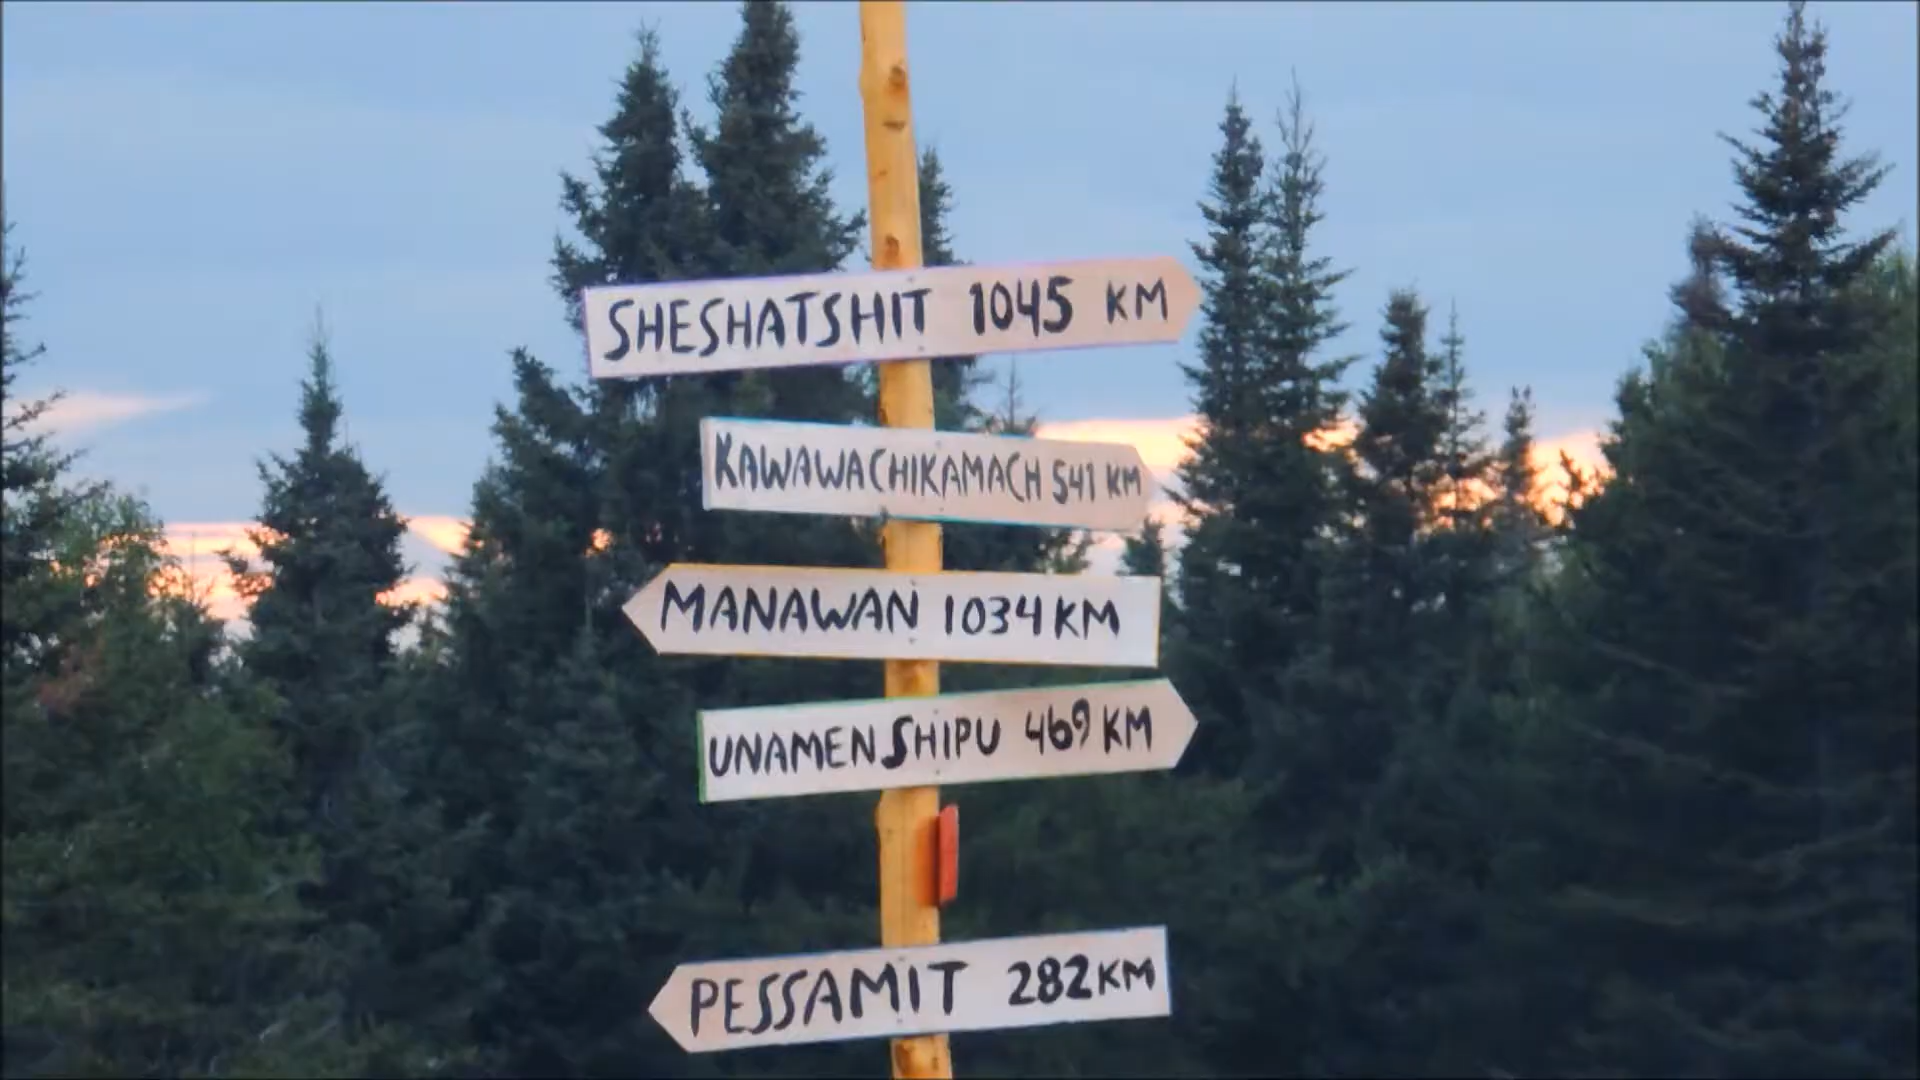 SHESHATSHIT 1045 KM
KAWAWACHIKAMACH 541 KM
MANAWAN 1034 KM
UNAMEN SHIPU 469 KM
PESSAMIT 282 KM